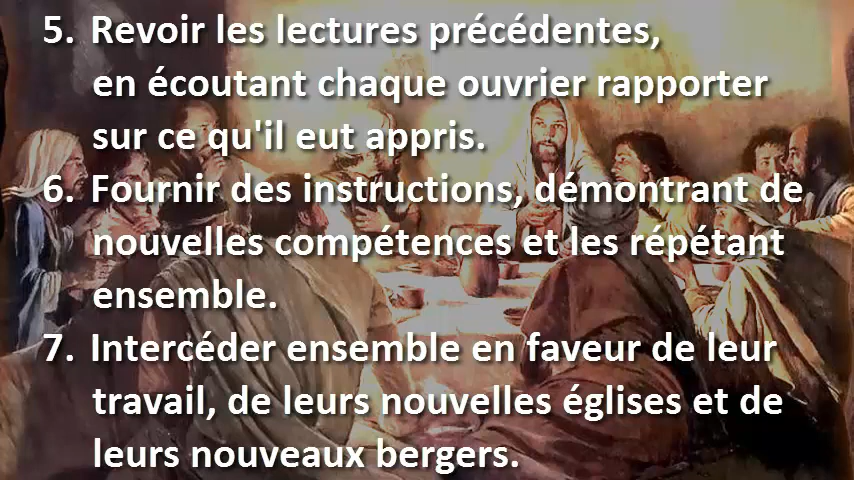 5. Revoir les lectures précédentes,
en écoutant chaque ouvrier rapporter
sur ce qu'il eut appris.
6. Fournir des instructions, démontrant de
nouvelles compétences et les répétant
ensemble.
7. Intercéder ensemble en faveur de leur
travail, de leurs nouvelles églises et de
leurs nouveaux bergers.